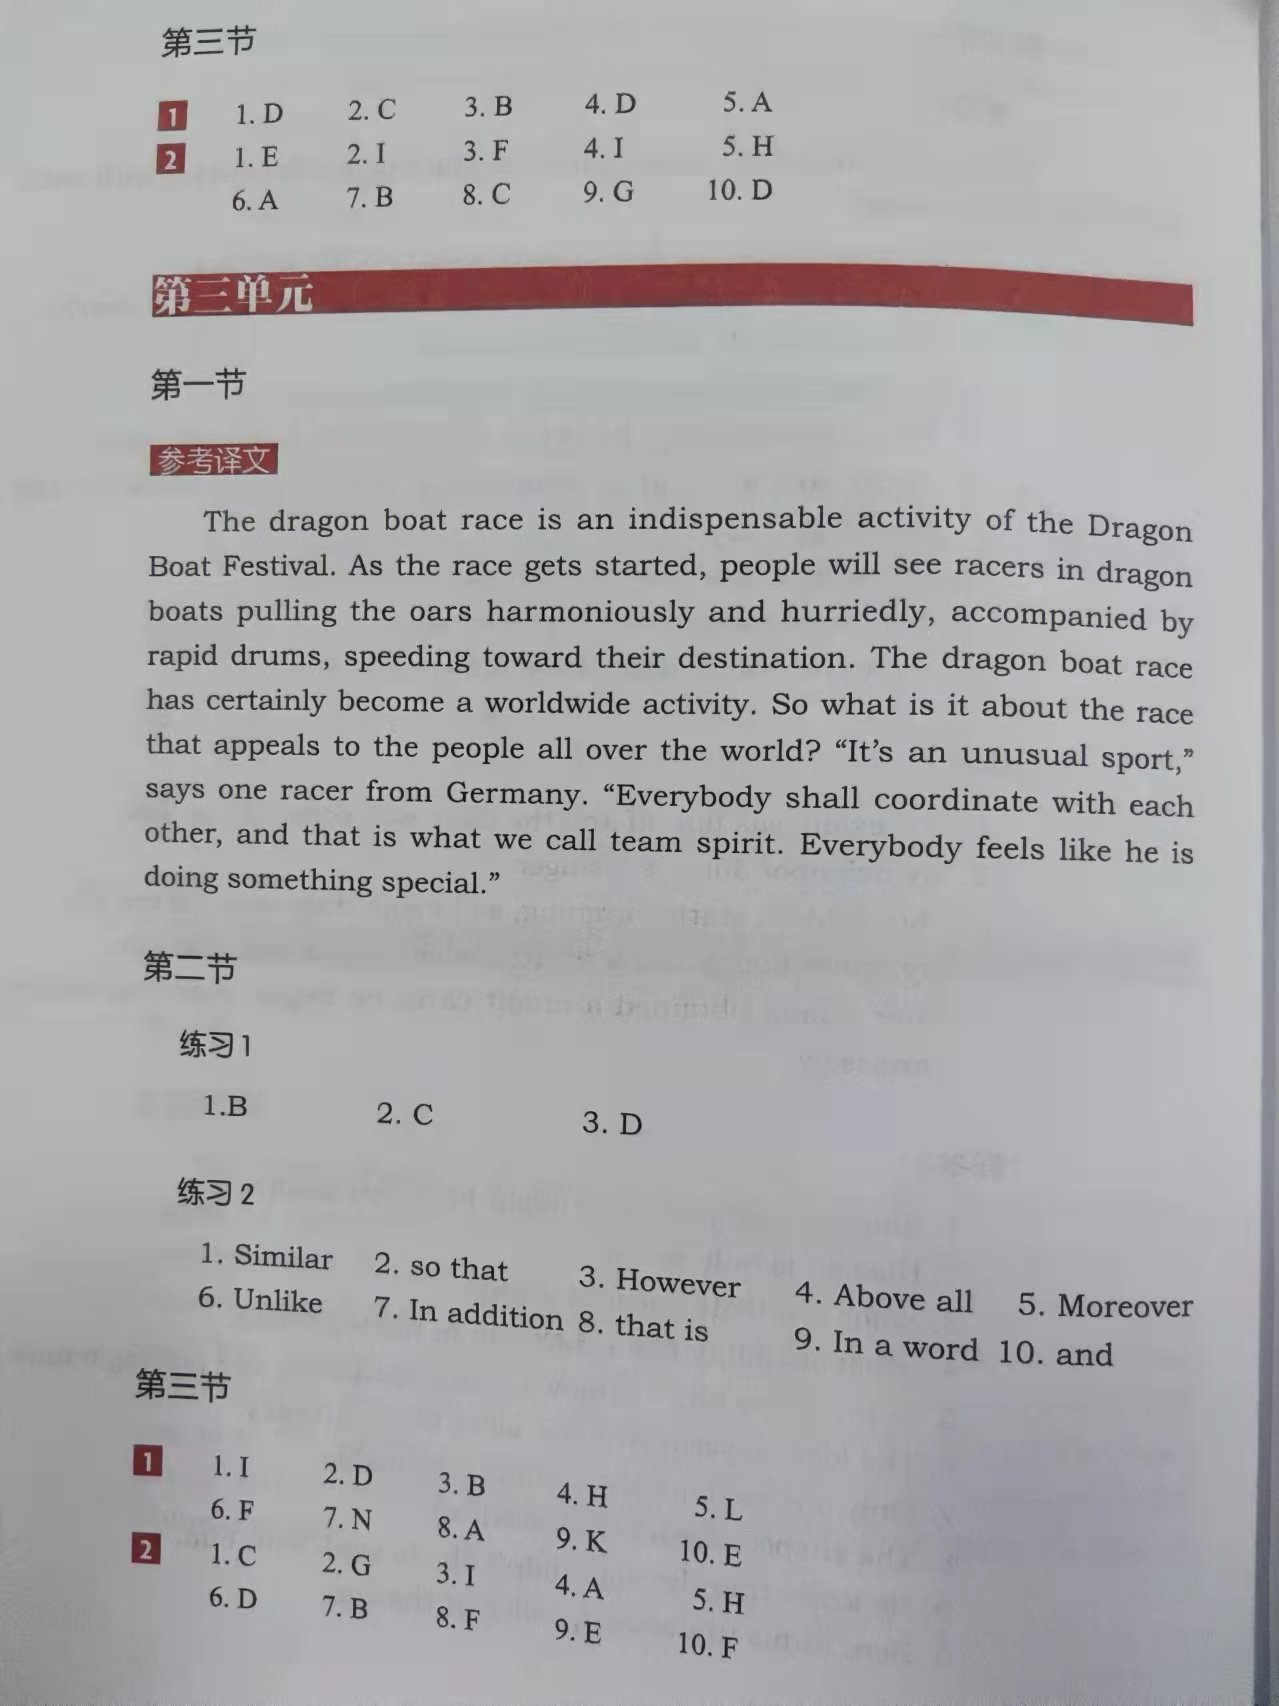 第三节
1 1. D 2. C 3. B 4. D 5. A
2 1. E 2. I 3. F 4. I 5. H
6. A 7. B 8. C 9. G 10. D
第三单元
第一节
参考译文
The dragon boat race is an indispensable activity of the Dragon
Boat Festival. As the race gets started, people will see racers in dragon
boats pulling the oars harmoniously and hurriedly, accompanied by
rapid drums, speeding toward their destination. The dragon boat race
has certainly become a worldwide activity. So what is it about the race
that appeals to the people all over the world? “It’s an unusual sport,”
says one racer from Germany. “Everybody shall coordinate with each
other, and that is what we call team spirit. Everybody feels like he is
doing something special.”
第二节
练习1
1.B 2. C 3. D
练习2
1. Similar 2. so that 3. However 4. Above all 5. Moreover
6. Unlike 7. In addition 8. that is 9. In a word 10. and
第三节
1 1. I 2. D 3. B 4. H 5. L
6. F 7. N 8. A 9. K 10. E
2 1. C 2. G 3. I 4. A 5. H
6. D 7. B 8. F 9. E 10. F